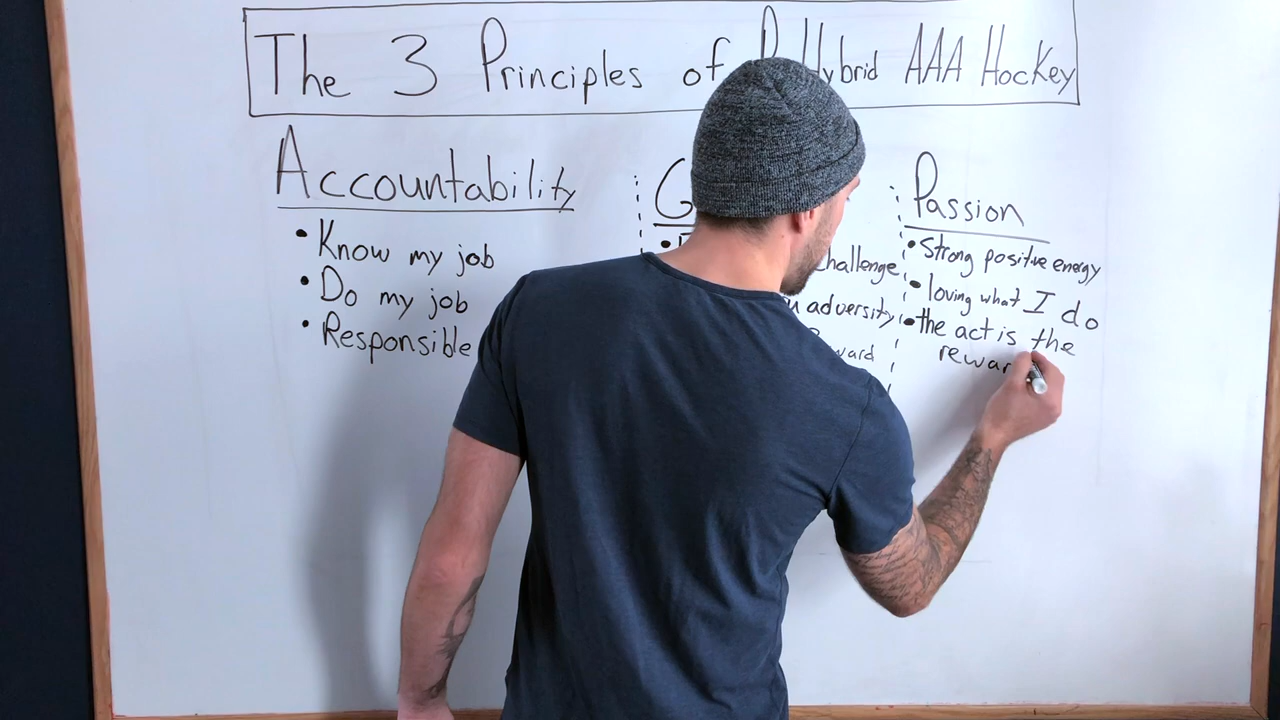 The 3 Principles of Hybrid AAA Hockey
Accountability
• Know my job
• Do my job
• Responsible
challenge
adversity
Passion
• Strong positive energy
• loving what I do
• the act is the
rewar